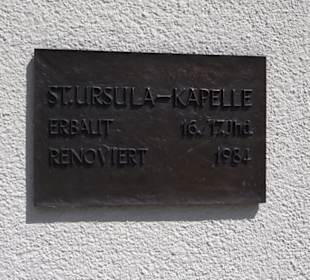 ST.URSULA-KAPELLE
ERBAUT 16./17.Jhd.
RENOVIERT 1984